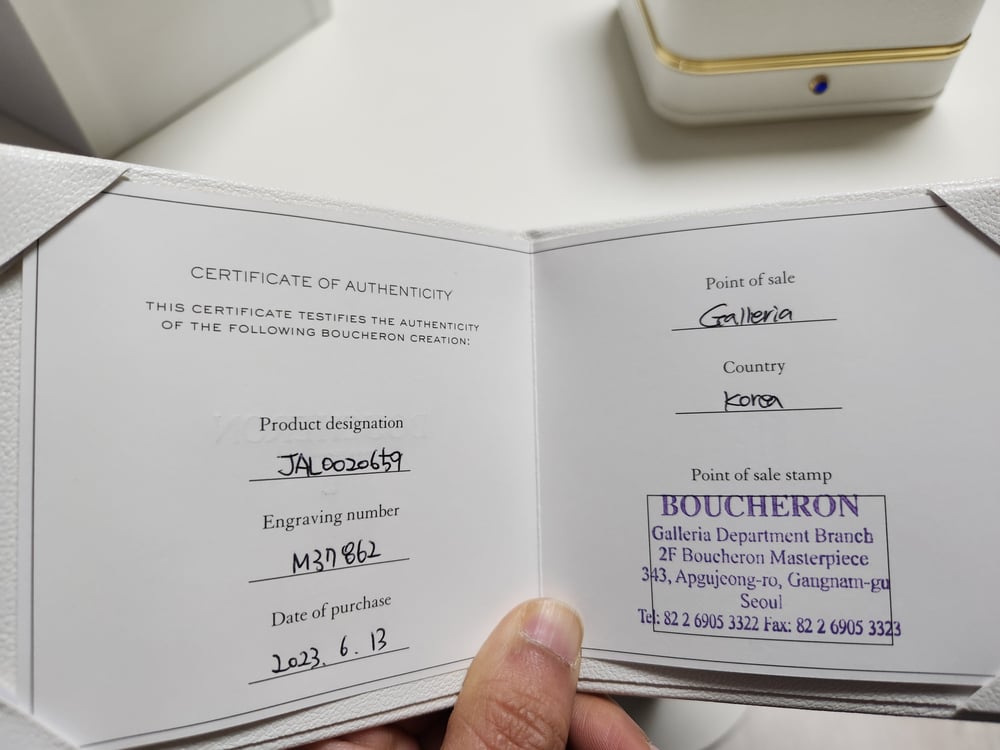 CERTIFICATE OF AUTHENTICITY
THIS CERTIFICATE TESTIFIES THE AUTHENTICITY
OF THE FOLLOWING BOUCHERON CREATION:
Product designation
JAL0020659
Engraving number
M37862
Date of purchase
2023. 6. 13
Point of sale
Galleria
Country
Korea
Point of sale stamp
BOUCHERON
Galleria Department Branch
2F Boucheron Masterpiece
343, Apgujeong-ro, Gangnam-gu
Seoul
Tel: 82 2 6905 3322 Fax: 82 2 6905 3323